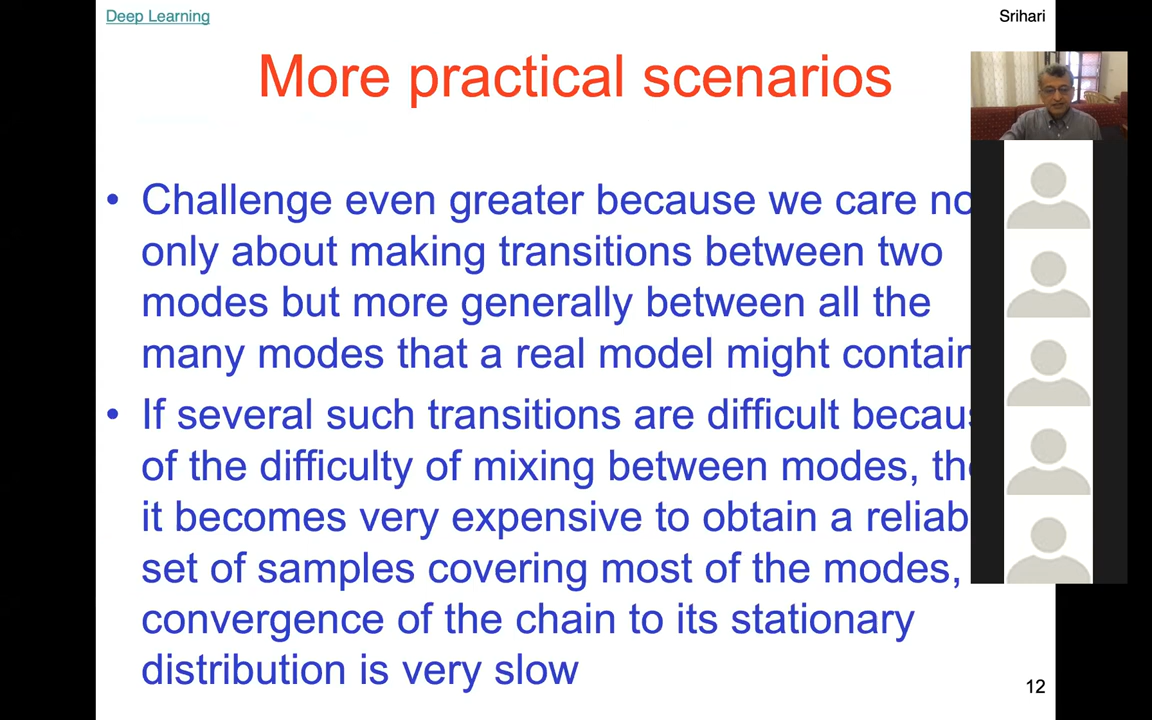 Deep Learning
Srihari
More practical scenarios
• Challenge even greater because we care no
only about making transitions between two
modes but more generally between all the
many modes that a real model might contain
• If several such transitions are difficult
of the difficulty of mixing between modes,
it becomes very expensive to obtain a
set of samples covering most of the modes,
convergence of the chain to its stationary
distribution is very slow
12